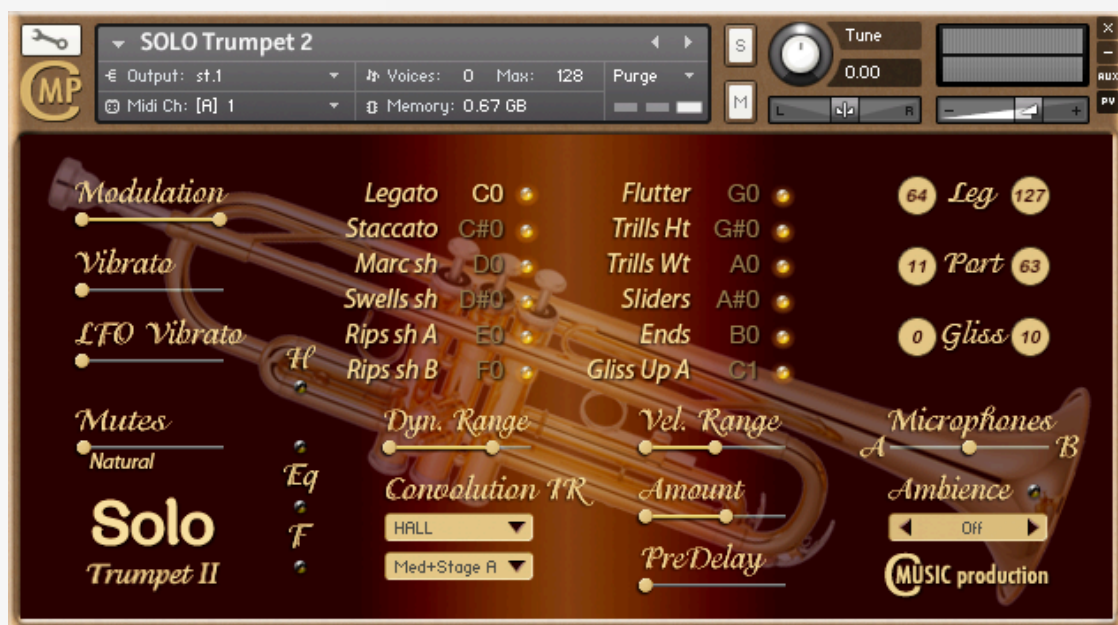 SOLO Trumpet 2
Output: st.1
Voices: 0 Max: 128
Purge
Midi Ch: [A] 1
Memory: 0.67 GB
S
M
Tune
0.00
L R
- +
×
-
AUX
PV
CMP
Modulation
Vibrato
LFO Vibrato
H
Legato C0
Staccato C#0
Marc sh D0
Swells sh D#0
Rips sh A E0
Rips sh B F0
Flutter G0
Trills Ht G#0
Trills Wt A0
Sliders A#0
Ends B0
Gliss Up A C1
64 Leg 127
11 Port 63
0 Gliss 10
Mutes
Natural
Eq
F
Dyn. Range
Vel. Range
Microphones
A B
Convolution IR
HALL
Med+Stage A
Amount
PreDelay
Ambience
Off
Solo
Trumpet II
CMUSIC production